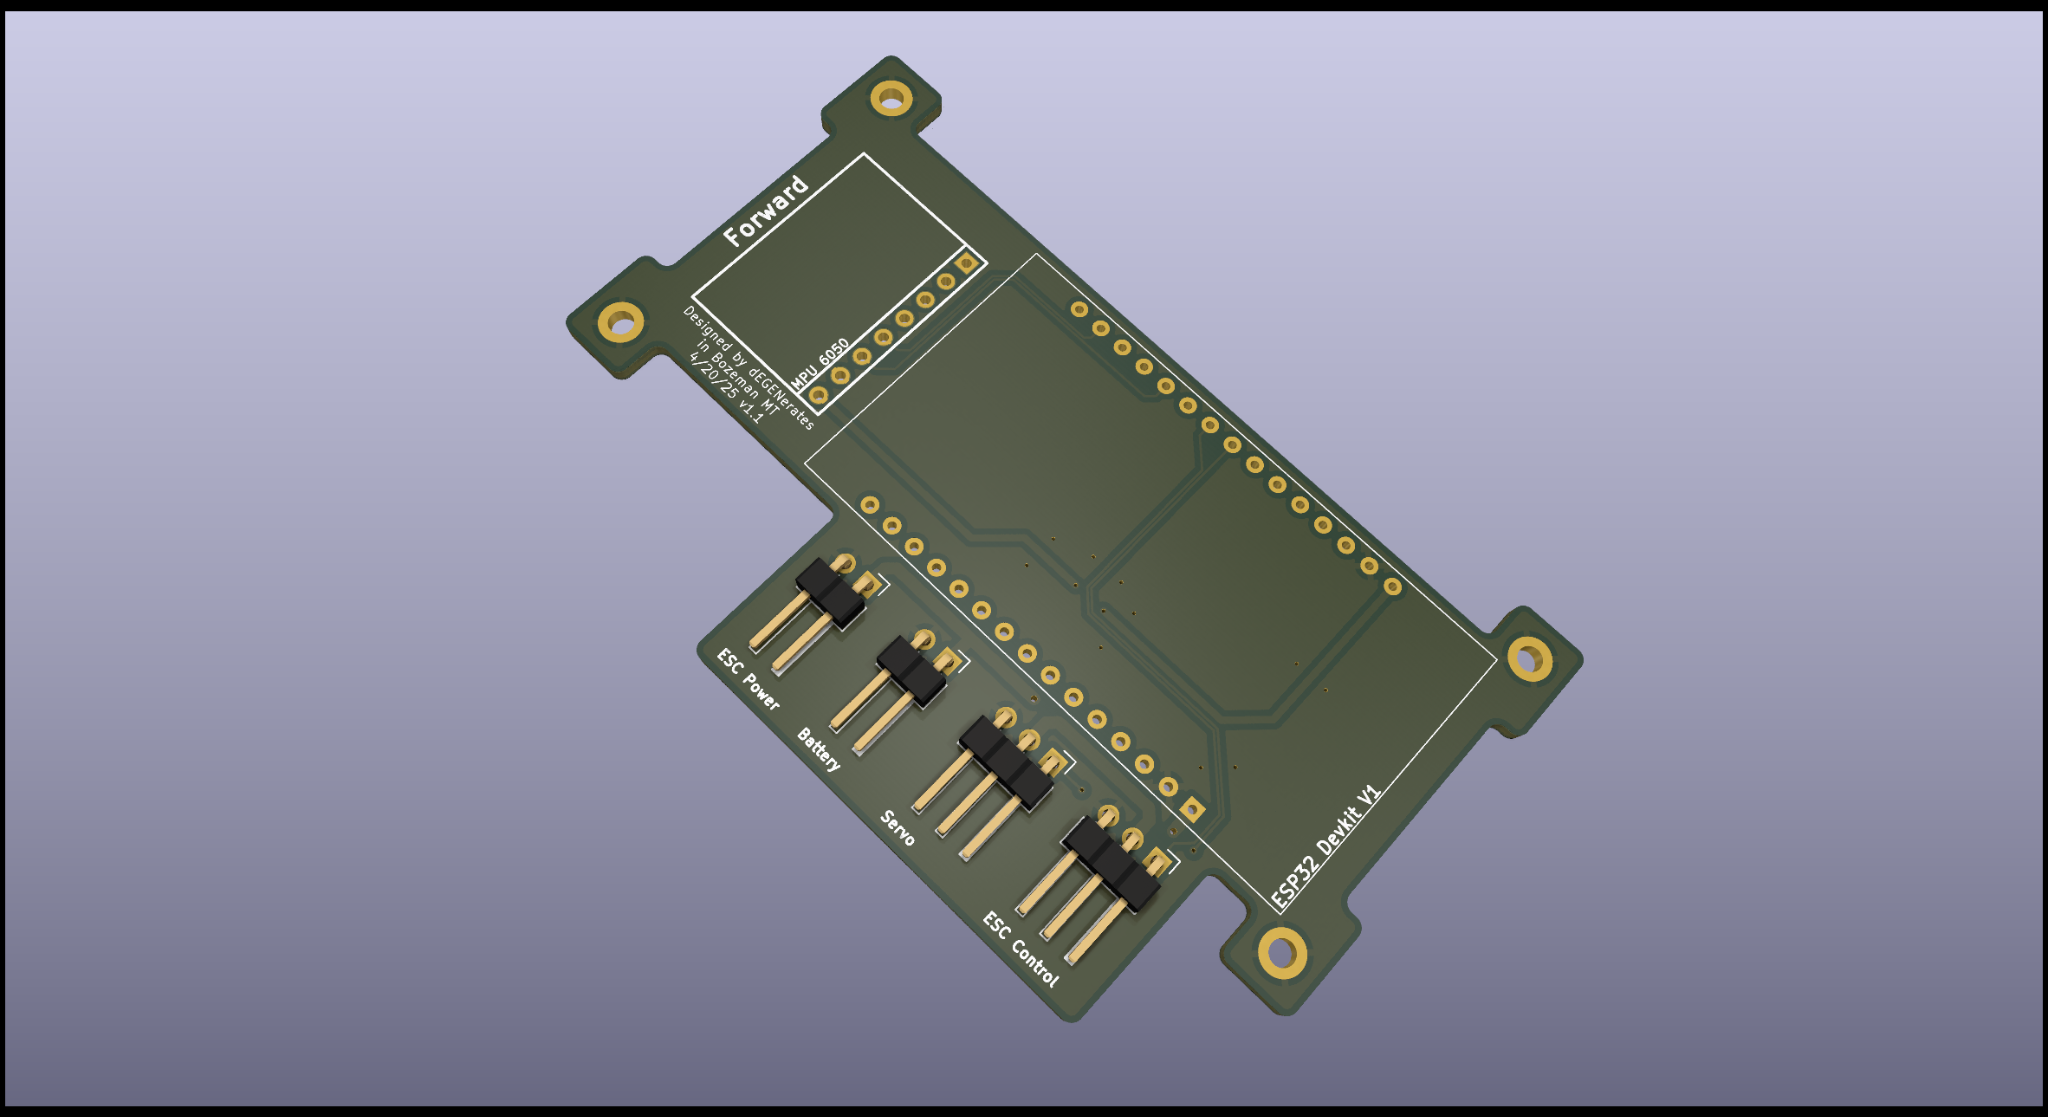 Forward
MPU 6050
Designed by dEGENerates
in Bozeman MT
4/20/25 v1.1
ESC Power
Battery
Servo
ESC Control
ESP32 Devkit V1